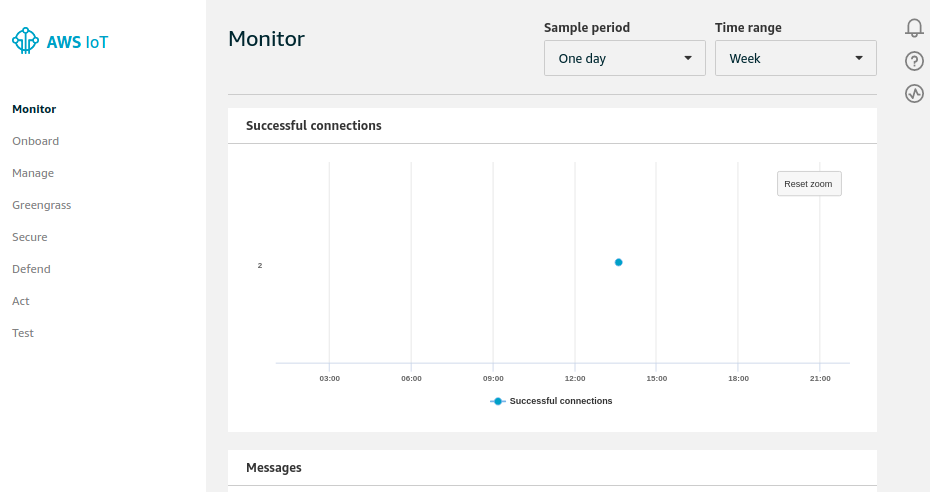 AWS IoT
Monitor
Onboard
Manage
Greengrass
Secure
Defend
Act
Test
Monitor
Sample period
One day
Time range
Week
Successful connections
Reset zoom
2
03:00 06:00 09:00 12:00 15:00 18:00 21:00
Successful connections
Messages